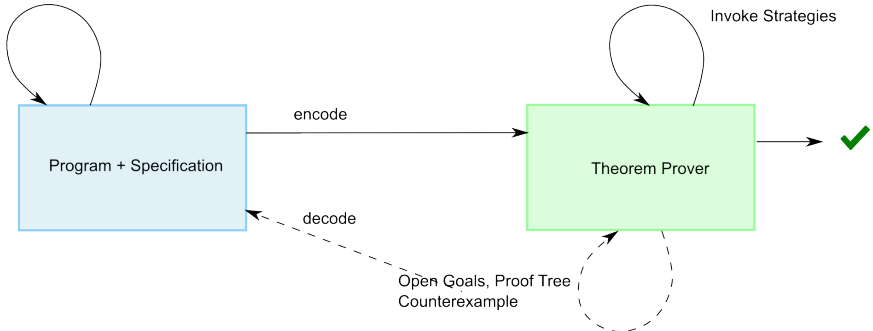 Invoke Strategies
encode
Program + Specification
Theorem Prover
decode
Open Goals, Proof Tree
Counterexample